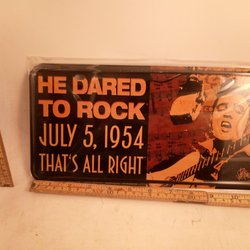 HE DARED
TO ROCK
JULY 5, 1954
THAT'S ALL RIGHT